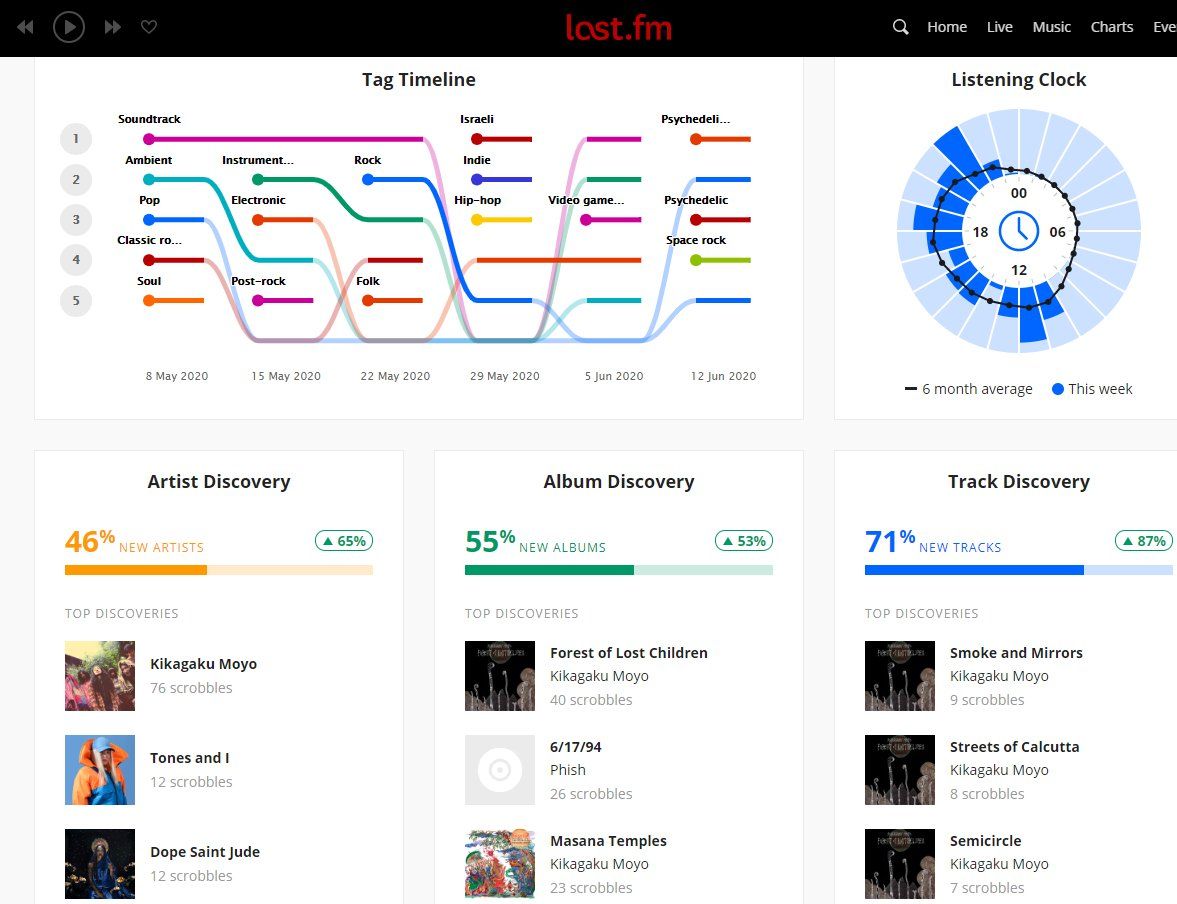 last.fm
Home Live Music Charts Eve
Tag Timeline
Soundtrack Israeli Psychedeli...
1
Ambient Instrument... Rock Indie
2
Pop Electronic Hip-hop Video game... Psychedelic
3
Classic ro... Space rock
4
Soul Post-rock Folk
5
8 May 2020 15 May 2020 22 May 2020 29 May 2020 5 Jun 2020 12 Jun 2020
Listening Clock
00
18 06
12
6 month average This week
Artist Discovery
46% NEW ARTISTS 65%
TOP DISCOVERIES
Kikagaku Moyo
76 scrobbles
Tones and I
12 scrobbles
Dope Saint Jude
12 scrobbles
Album Discovery
55% NEW ALBUMS 53%
TOP DISCOVERIES
Forest of Lost Children
Kikagaku Moyo
40 scrobbles
6/17/94
Phish
26 scrobbles
Masana Temples
Kikagaku Moyo
23 scrobbles
Track Discovery
71% NEW TRACKS 87%
TOP DISCOVERIES
Smoke and Mirrors
Kikagaku Moyo
9 scrobbles
Streets of Calcutta
Kikagaku Moyo
8 scrobbles
Semicircle
Kikagaku Moyo
7 scrobbles